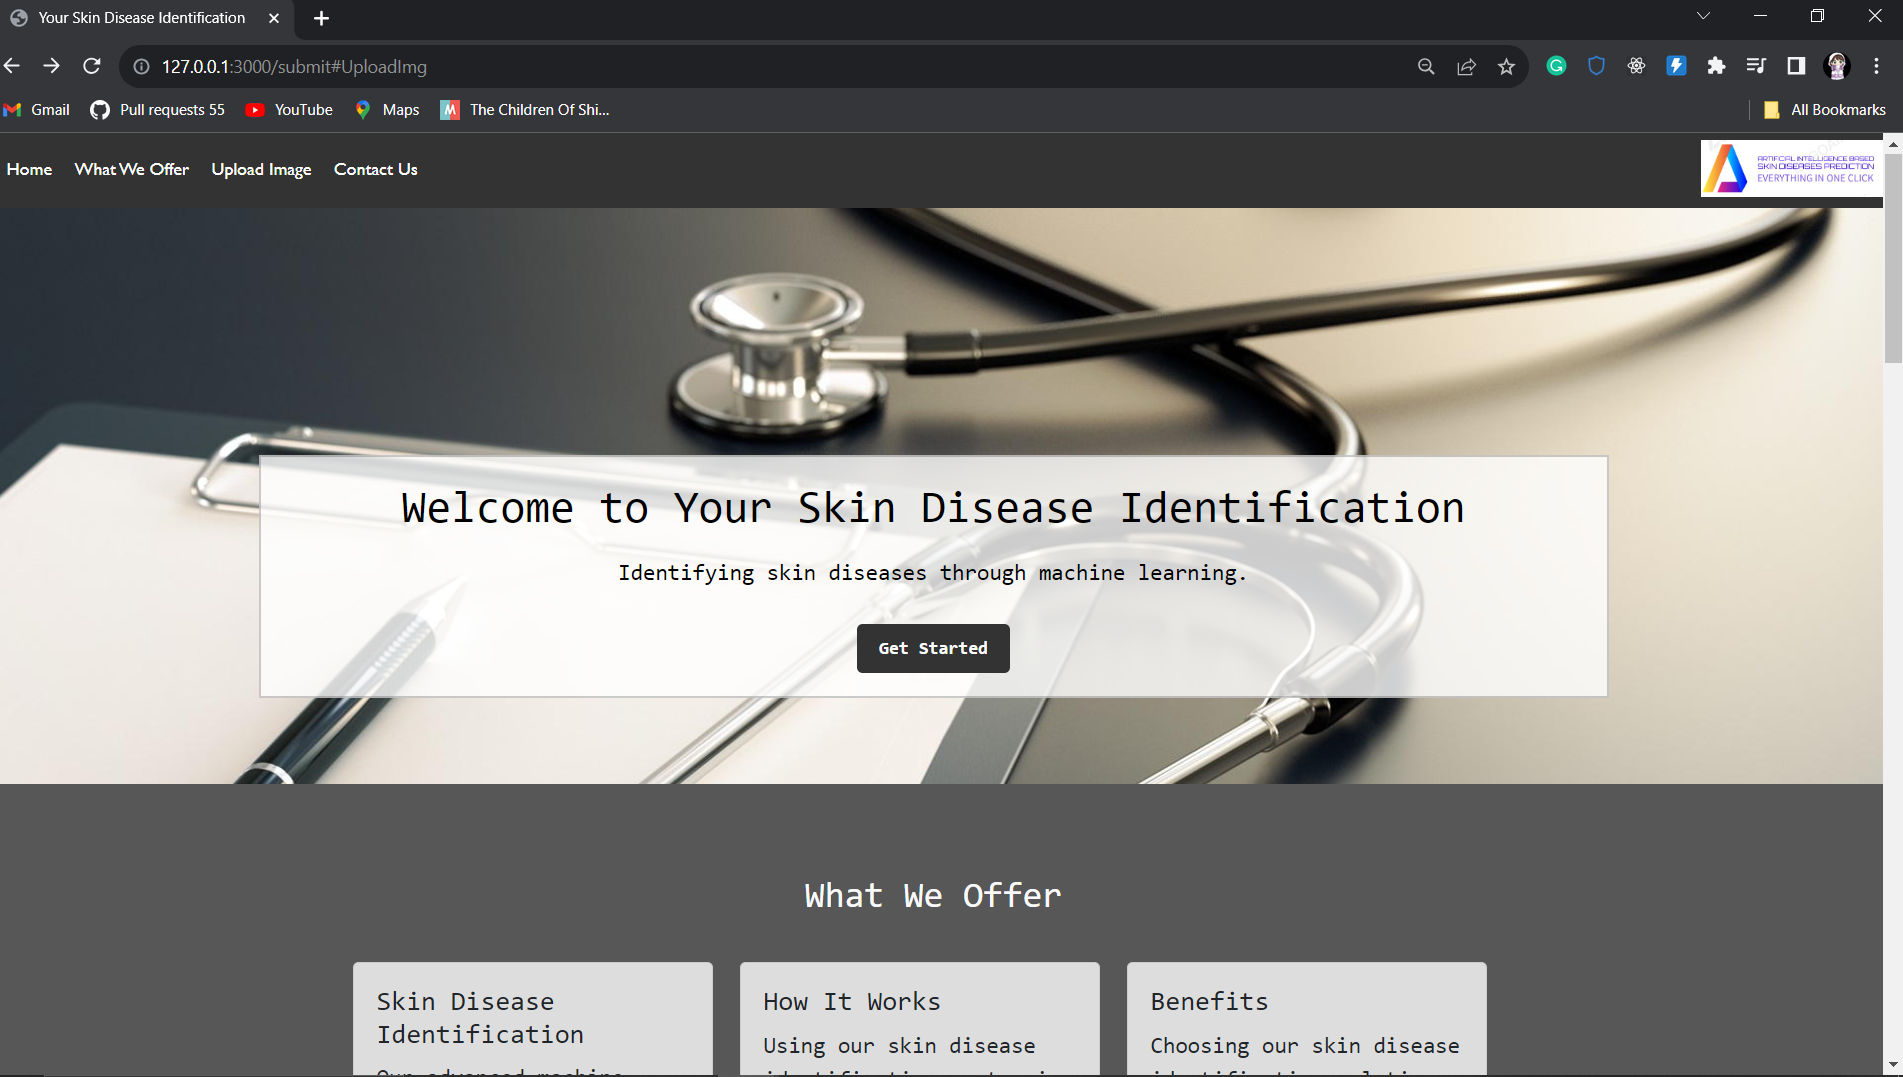 Your Skin Disease Identification
127.0.0.1:3000/submit#UploadImg
Gmail
Pull requests 55
YouTube
Maps
The Children Of Shi...
All Bookmarks
Home
What We Offer
Upload Image
Contact Us
ARTIFICIAL INTELLIGENCE BASED
SKIN DISEASES PREDICTION
EVERYTHING IN ONE CLICK
Welcome to Your Skin Disease Identification
Identifying skin diseases through machine learning.
Get Started
What We Offer
Skin Disease
Identification
How It Works
Using our skin disease
Benefits
Choosing our skin disease